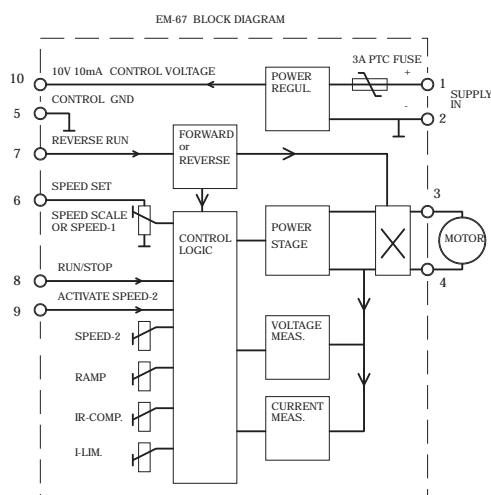 EM-67 BLOCK DIAGRAM
3A PTC FUSE
10
10V 10mA CONTROL VOLTAGE
POWER
REGUL.
+
1
SUPPLY
IN
-
2
5
CONTROL GND
7
REVERSE RUN
FORWARD
or
REVERSE
6
SPEED SET
SPEED SCALE
OR SPEED-1
CONTROL
LOGIC
POWER
STAGE
3
MOTOR
4
8
RUN/STOP
9
ACTIVATE SPEED-2
SPEED-2
VOLTAGE
MEAS.
RAMP
IR-COMP.
CURRENT
MEAS.
I-LIM.